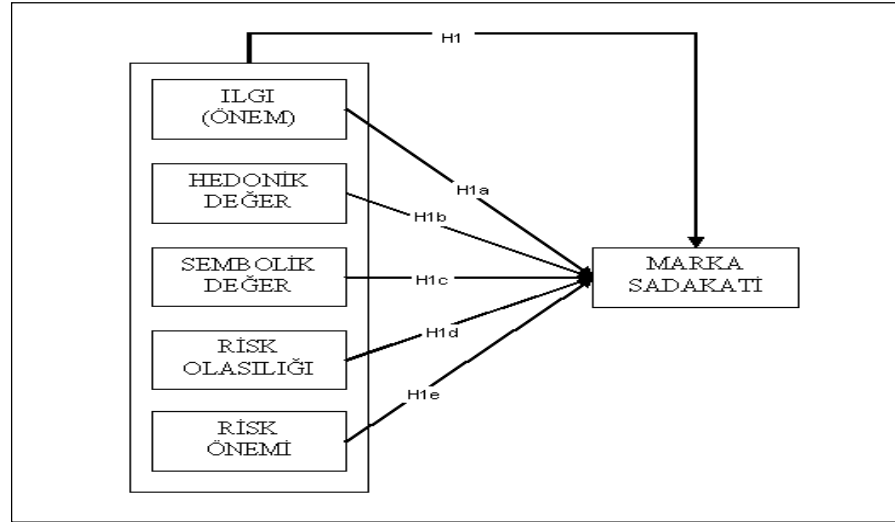 H1
ILGI
(ÖNEM)
HEDONİK
DEĞER
SEMBOLİK
DEĞER
RİSK
OLASILIĞI
RİSK
ÖNEMİ
H1a
H1b
H1c
H1d
H1e
MARKA
SADAKATİ